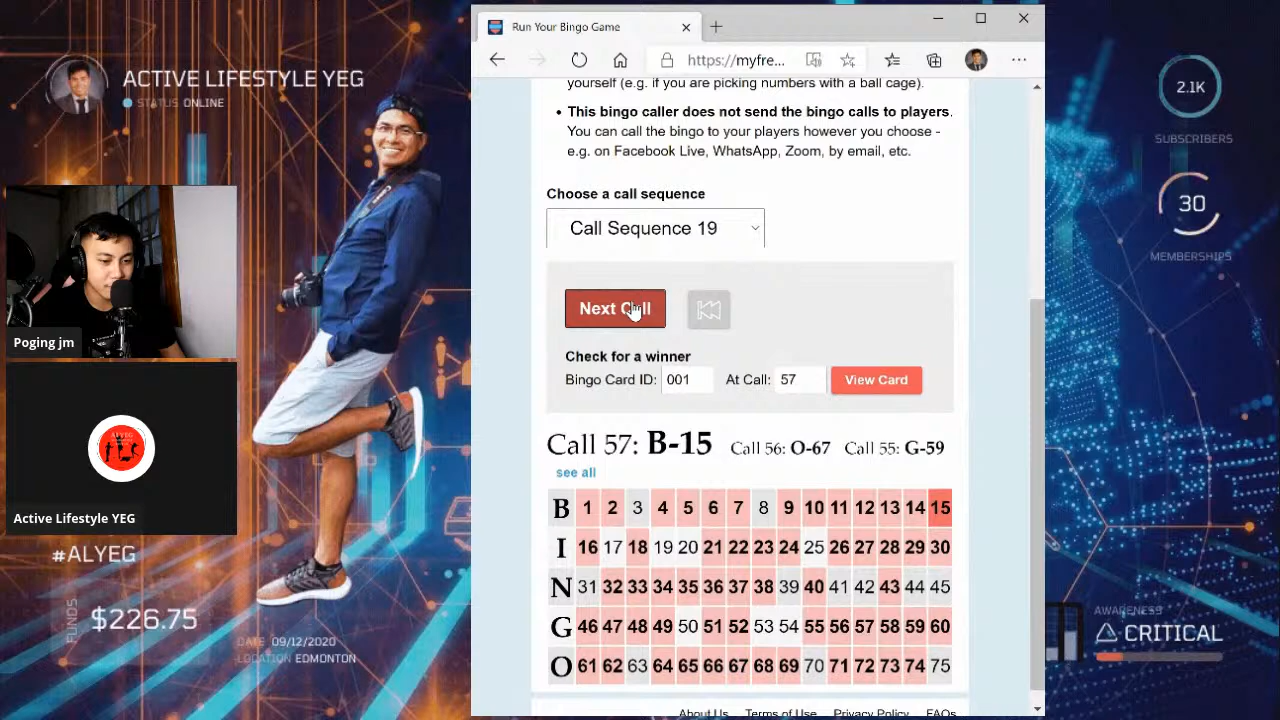 ACTIVE LIFESTYLE YEG
STATUS ONLINE
Poging jm
Active Lifestyle YEG
#ALYEG
FUNDS
$226.75
DATE 09/12/2020
LOCATION EDMONTON
Run Your Bingo Game
https://myfre...
yourself (e.g. if you are picking numbers with a ball cage).
• This bingo caller does not send the bingo calls to players.
You can call the bingo to your players however you choose -
e.g. on Facebook Live, WhatsApp, Zoom, by email, etc.
Choose a call sequence
Call Sequence 19
Next Call
Check for a winner
Bingo Card ID: 001 At Call: 57 View Card
Call 57: B-15 Call 56: O-67 Call 55: G-59
see all
B 1 2 3 4 5 6 7 8 9 10 11 12 13 14 15
I 16 17 18 19 20 21 22 23 24 25 26 27 28 29 30
N 31 32 33 34 35 36 37 38 39 40 41 42 43 44 45
G 46 47 48 49 50 51 52 53 54 55 56 57 58 59 60
O 61 62 63 64 65 66 67 68 69 70 71 72 73 74 75
About Us Terms of Use Privacy Policy FAQs
2.1K
SUBSCRIBERS
30
MEMBERSHIPS
AWARENESS
CRITICAL